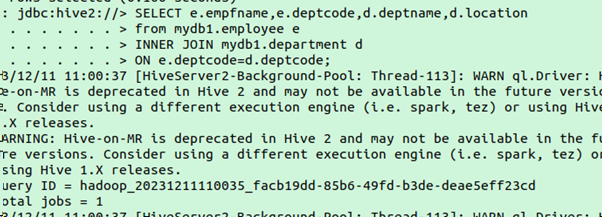 : jdbc:hive2://> SELECT e.empfname,e.deptcode,d.deptname,d.location
. . . . . . . > from mydb1.employee e
. . . . . . . > INNER JOIN mydb1.department d
. . . . . . . > ON e.deptcode=d.deptcode;
3/12/11 11:00:37 [HiveServer2-Background-Pool: Thread-113]: WARN ql.Driver: H
e-on-MR is deprecated in Hive 2 and may not be available in the future versio
. Consider using a different execution engine (i.e. spark, tez) or using Hive
.X releases.
ARNING: Hive-on-MR is deprecated in Hive 2 and may not be available in the fu
re versions. Consider using a different execution engine (i.e. spark, tez) or
sing Hive 1.X releases.
uery ID = hadoop_20231211110035_facb19dd-85b6-49fd-b3de-deae5eff23cd
otal jobs = 1
3/12/11 11:00:37 [HiveServer2-Background-Pool: Thread-113]: WARN ql.Driver: H